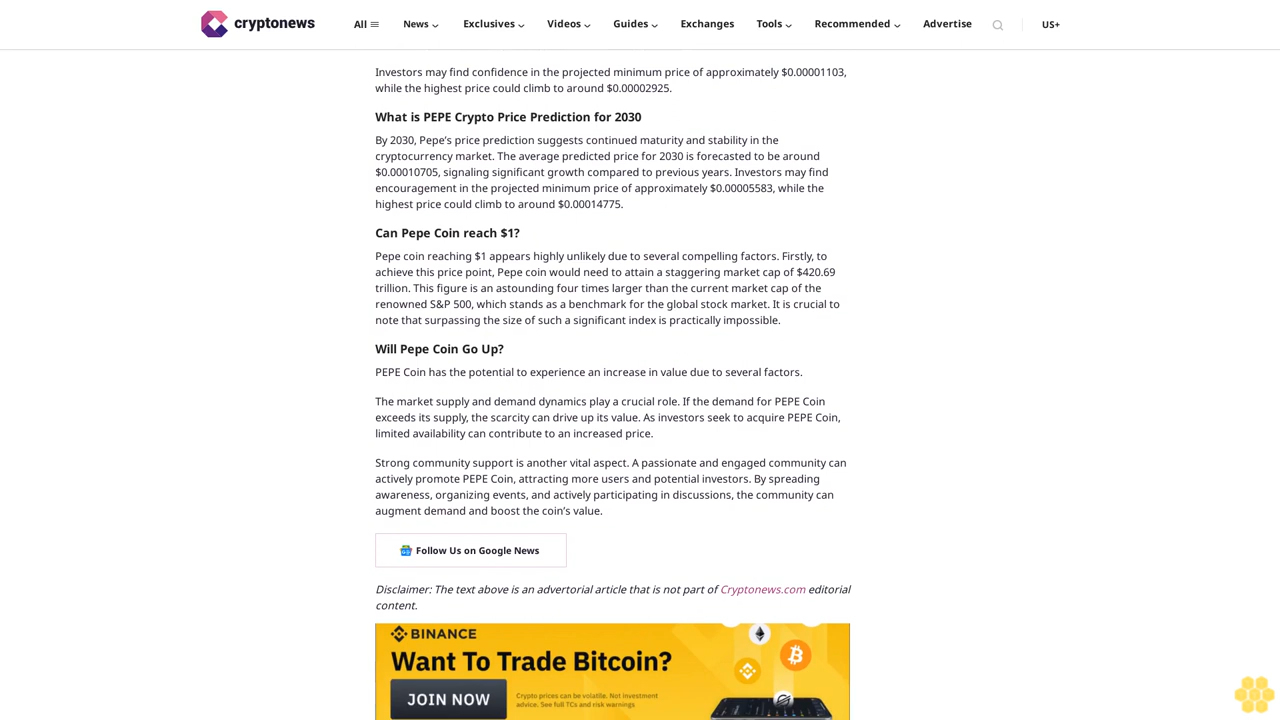 cryptonews
All
News
Exclusives
Videos
Guides
Exchanges
Tools
Recommended
Advertise
US+
Investors may find confidence in the projected minimum price of approximately $0.00001103,
while the highest price could climb to around $0.00002925.
What is PEPE Crypto Price Prediction for 2030
By 2030, Pepe’s price prediction suggests continued maturity and stability in the
cryptocurrency market. The average predicted price for 2030 is forecasted to be around
$0.00010705, signaling significant growth compared to previous years. Investors may find
encouragement in the projected minimum price of approximately $0.00005583, while the
highest price could climb to around $0.00014775.
Can Pepe Coin reach $1?
Pepe coin reaching $1 appears highly unlikely due to several compelling factors. Firstly, to
achieve this price point, Pepe coin would need to attain a staggering market cap of $420.69
trillion. This figure is an astounding four times larger than the current market cap of the
renowned S&P 500, which stands as a benchmark for the global stock market. It is crucial to
note that surpassing the size of such a significant index is practically impossible.
Will Pepe Coin Go Up?
PEPE Coin has the potential to experience an increase in value due to several factors.
The market supply and demand dynamics play a crucial role. If the demand for PEPE Coin
exceeds its supply, the scarcity can drive up its value. As investors seek to acquire PEPE Coin,
limited availability can contribute to an increased price.
Strong community support is another vital aspect. A passionate and engaged community can
actively promote PEPE Coin, attracting more users and potential investors. By spreading
awareness, organizing events, and actively participating in discussions, the community can
augment demand and boost the coin’s value.
Follow Us on Google News
Disclaimer: The text above is an advertorial article that is not part of Cryptonews.com editorial
content.
BINANCE
Want To Trade Bitcoin?
JOIN NOW
Crypto prices can be volatile. Not Investment
advice. See full TCs and risk warnings